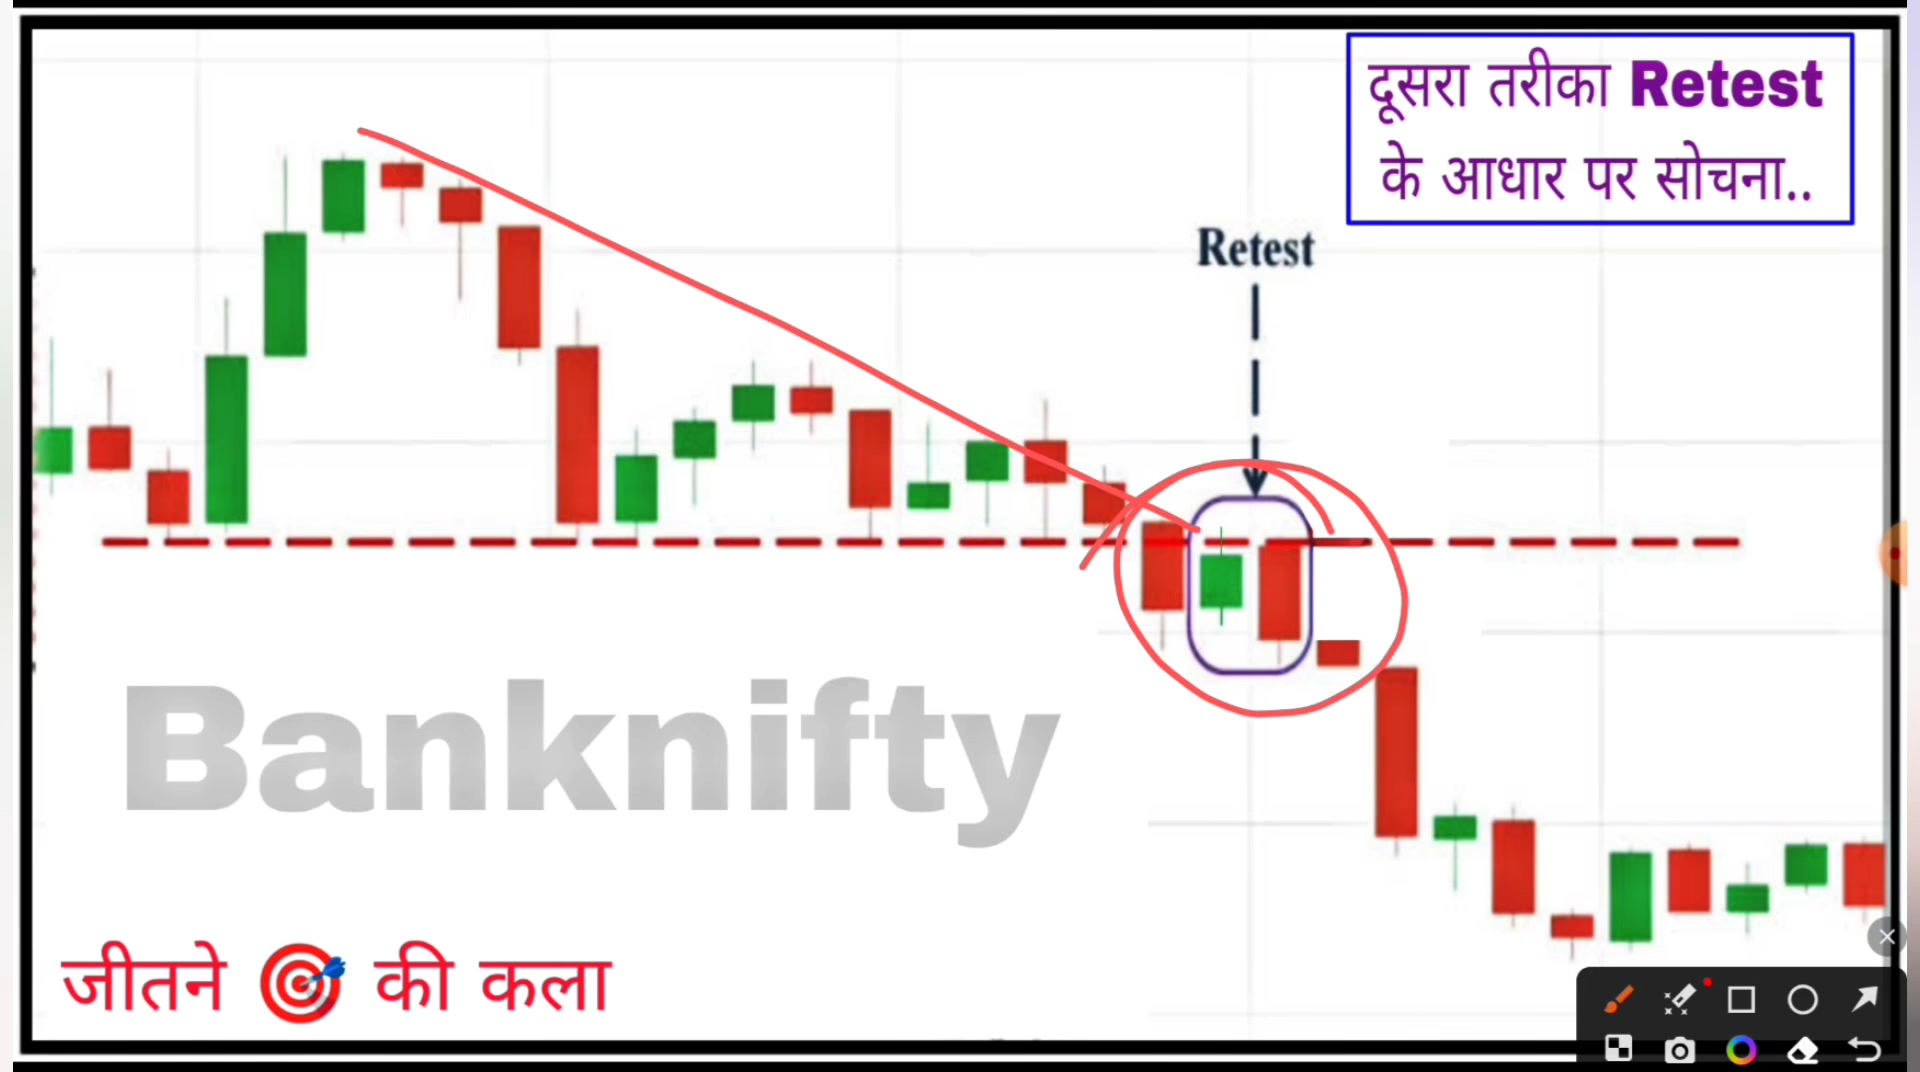 दूसरा तरीका Retest
के आधार पर सोचना..
Retest
Banknifty
जीतने 🎯 की कला